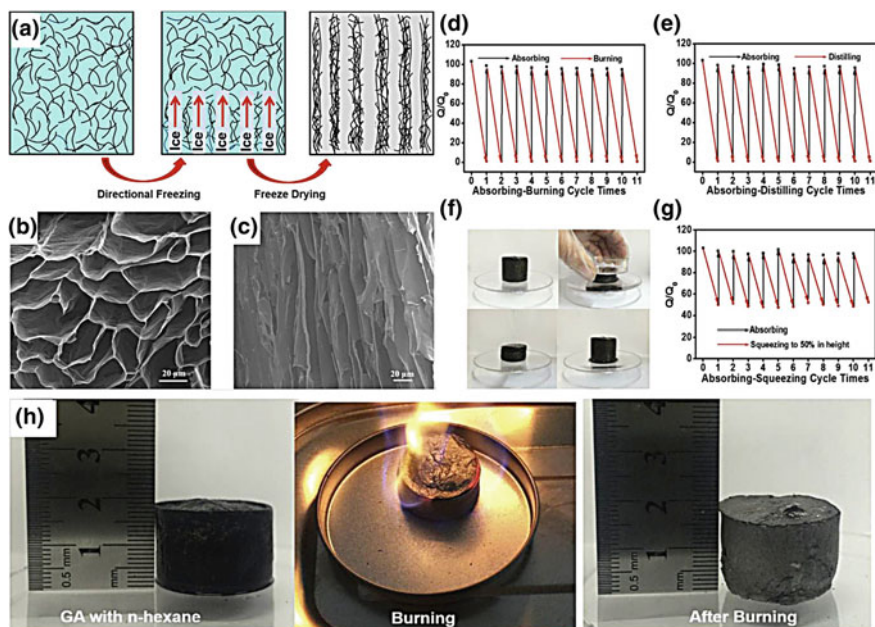 (a)
Ice Ice Ice Ice Ice
Directional Freezing
Freeze Drying
(b)
20 μm
(c)
20 μm
(d)
120
100
80
60
40
20
0
Q/Q0
Absorbing
Burning
0 1 2 3 4 5 6 7 8 9 10 11
Absorbing-Burning Cycle Times
(e)
120
100
80
60
40
20
0
Q/Q0
Absorbing
Distilling
0 1 2 3 4 5 6 7 8 9 10 11
Absorbing-Distilling Cycle Times
(f)
(g)
120
100
80
60
40
20
0
Q/Q0
Absorbing
Squeezing to 50% in height
0 1 2 3 4 5 6 7 8 9 10 11
Absorbing-Squeezing Cycle Times
(h)
4
3
2
1
0.5 mm
mm
GA with n-hexane
Burning
4
3
2
1
0.5 mm
mm
After Burning